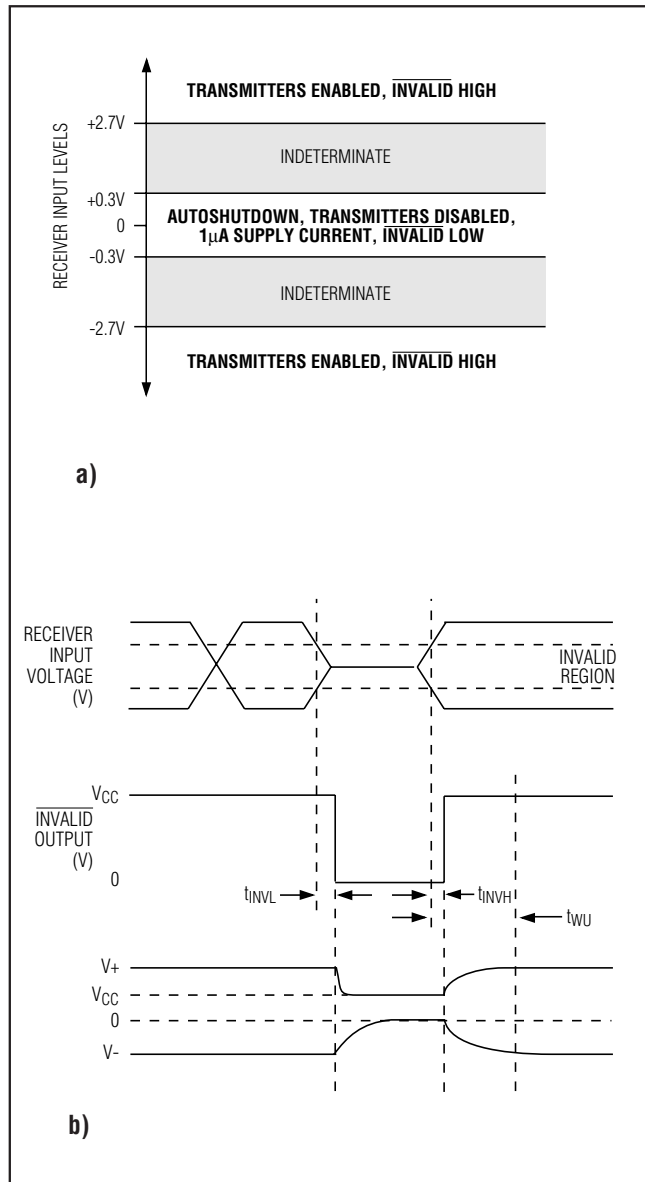 TRANSMITTERS ENABLED, INVALID HIGH
+2.7V
INDETERMINATE
RECEIVER INPUT LEVELS
+0.3V
AUTOSHUTDOWN, TRANSMITTERS DISABLED,
0
1μA SUPPLY CURRENT, INVALID LOW
-0.3V
INDETERMINATE
-2.7V
TRANSMITTERS ENABLED, INVALID HIGH
a)
RECEIVER
INPUT
VOLTAGE
(V)
INVALID
REGION
VCC
INVALID
OUTPUT
(V)
0
tINVL
tINVH
tWU
V+
VCC
0
V-
b)